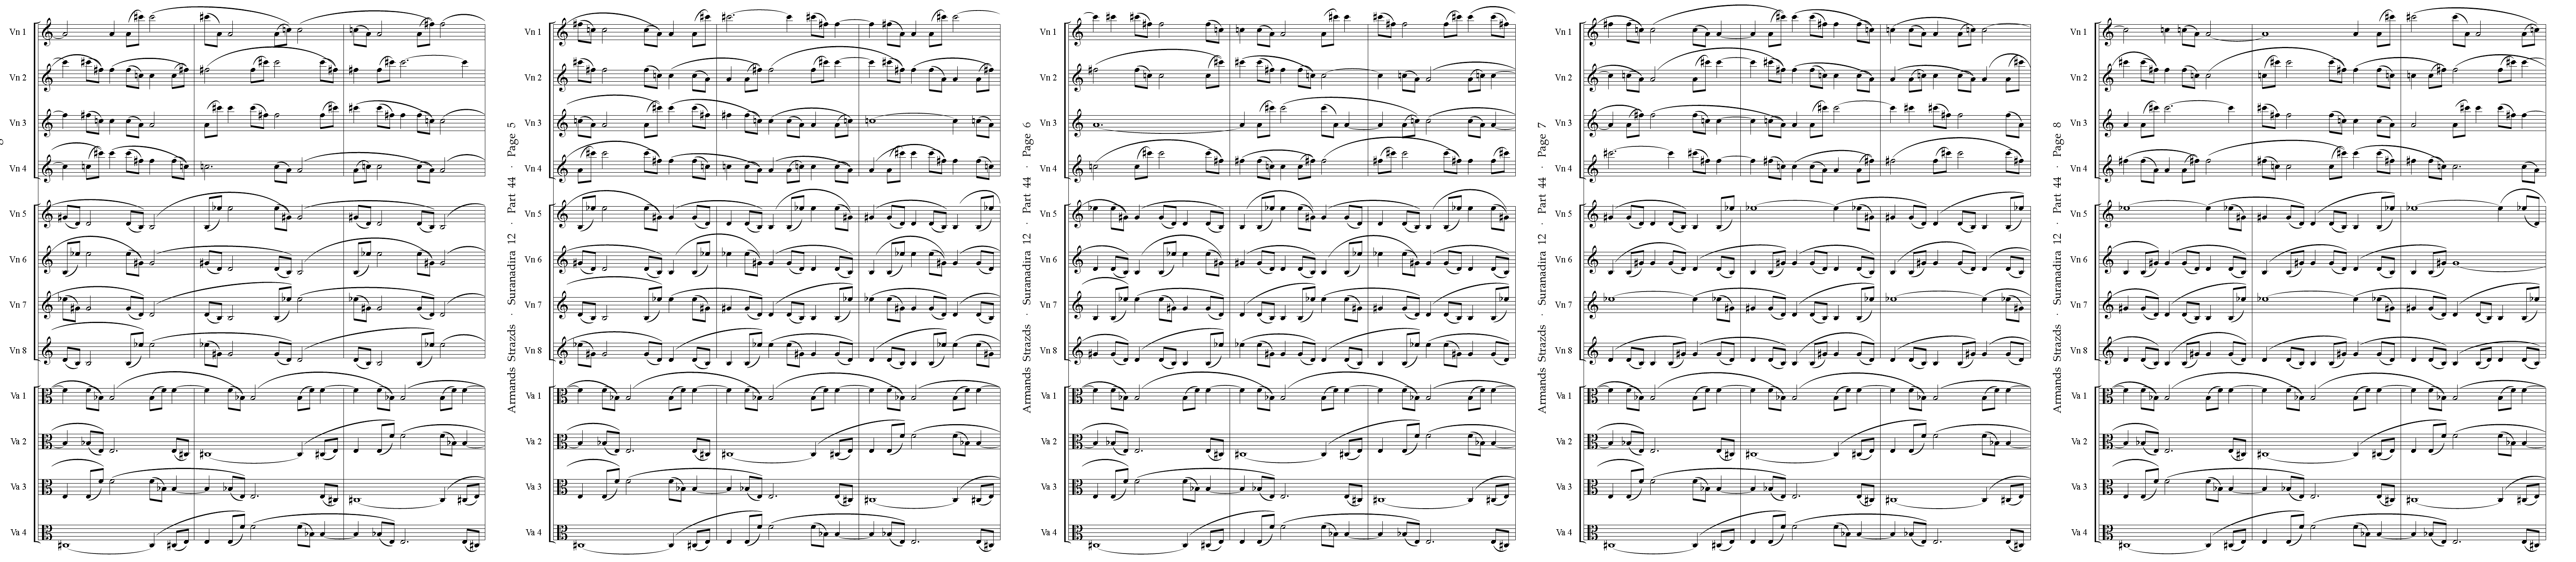 Vn 1
Vn 2
Vn 3
Vn 4
Vn 5
Vn 6
Vn 7
Vn 8
Va 1
Va 2
Va 3
Va 4
Armands Strazds · Suranadira 12 · Part 44 · Page 5
Vn 1
Vn 2
Vn 3
Vn 4
Vn 5
Vn 6
Vn 7
Vn 8
Va 1
Va 2
Va 3
Va 4
Armands Strazds · Suranadira 12 · Part 44 · Page 6
Vn 1
Vn 2
Vn 3
Vn 4
Vn 5
Vn 6
Vn 7
Vn 8
Va 1
Va 2
Va 3
Va 4
Armands Strazds · Suranadira 12 · Part 44 · Page 7
Vn 1
Vn 2
Vn 3
Vn 4
Vn 5
Vn 6
Vn 7
Vn 8
Va 1
Va 2
Va 3
Va 4
Armands Strazds · Suranadira 12 · Part 44 · Page 8
Vn 1
Vn 2
Vn 3
Vn 4
Vn 5
Vn 6
Vn 7
Vn 8
Va 1
Va 2
Va 3
Va 4